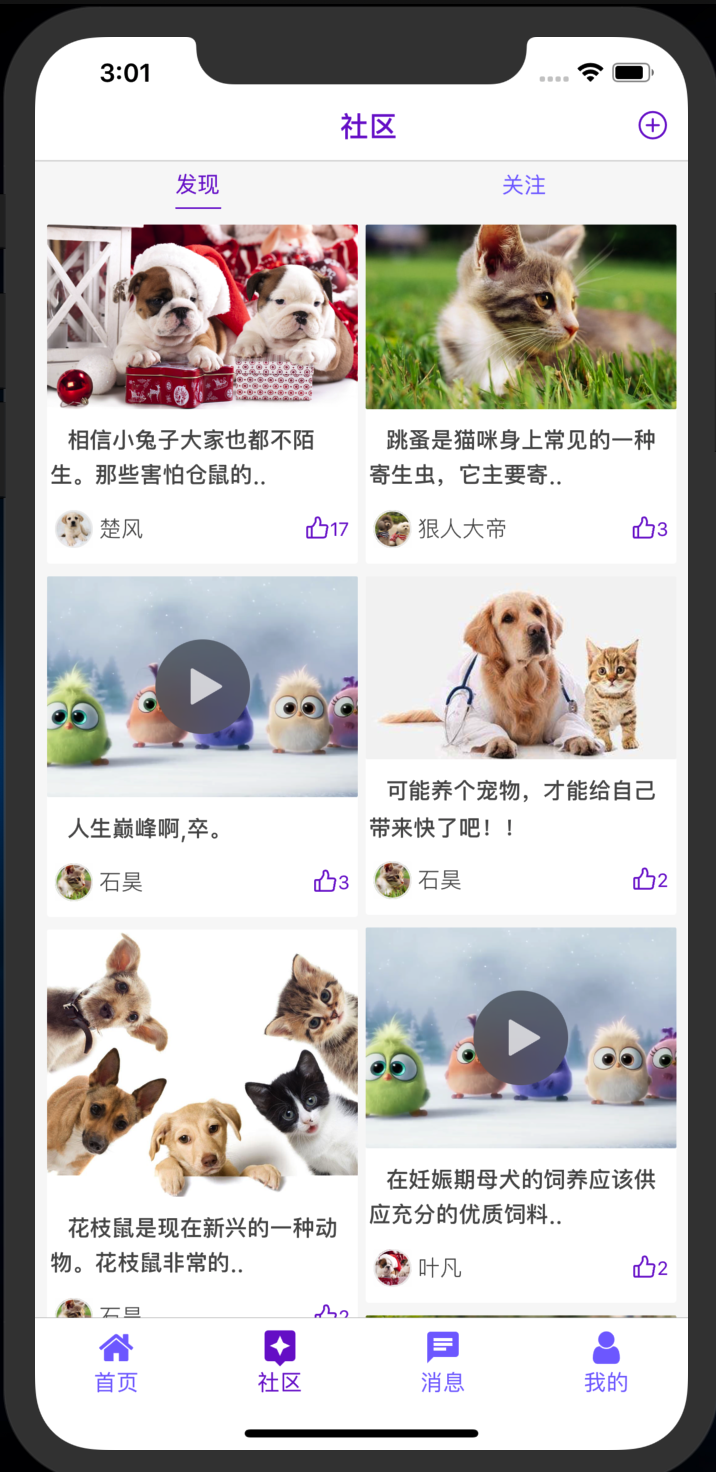 3:01
社区
发现
关注
相信小兔子大家也都不陌
生。那些害怕仓鼠的..
楚风
17
跳蚤是猫咪身上常见的一种
寄生虫，它主要寄..
狠人大帝
3
人生巅峰啊,卒。
石昊
3
可能养个宠物，才能给自己
带来快了吧！！
石昊
2
花枝鼠是现在新兴的一种动
物。花枝鼠非常的..
石昊
2
在妊娠期母犬的饲养应该供
应充分的优质饲料..
叶凡
2
首页
社区
消息
我的